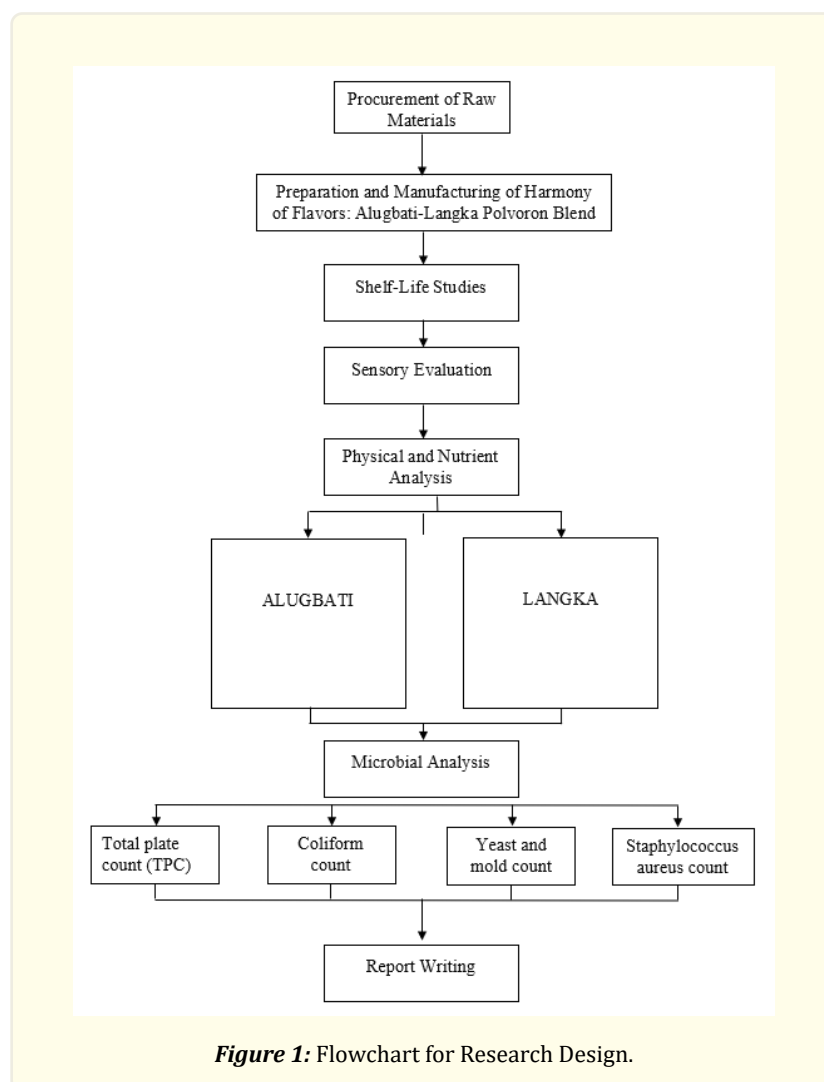 Procurement of Raw
Materials
Preparation and Manufacturing of Harmony
of Flavors: Alugbati-Langka Polvoron Blend
Shelf-Life Studies
Sensory Evaluation
Physical and Nutrient
Analysis
ALUGBATI
LANGKA
Microbial Analysis
Total plate
count (TPC)
Coliform
count
Yeast and
mold count
Staphylococcus
aureus count
Report Writing
Figure 1: Flowchart for Research Design.